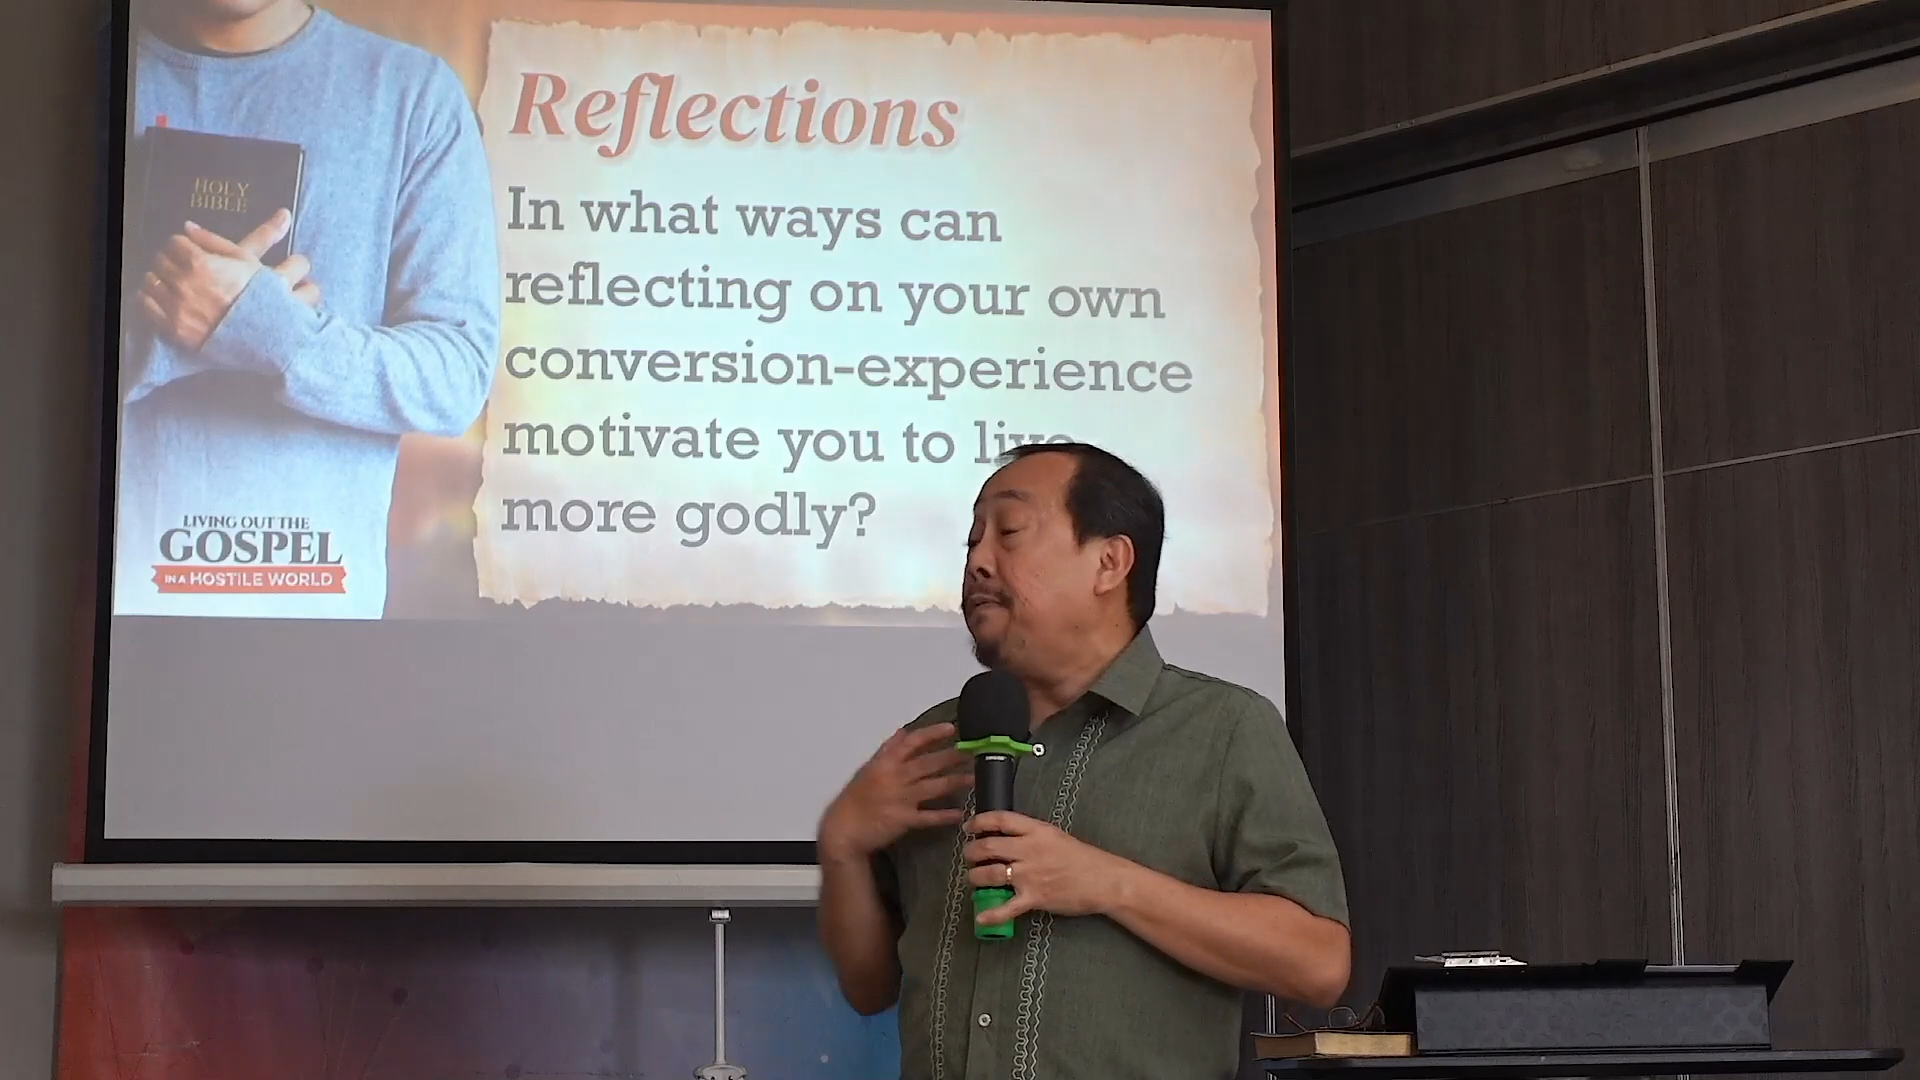 Reflections
In what ways can
reflecting on your own
conversion-experience
motivate you to live
more godly?
HOLY
BIBLE
LIVING OUT THE
GOSPEL
IN A HOSTILE WORLD